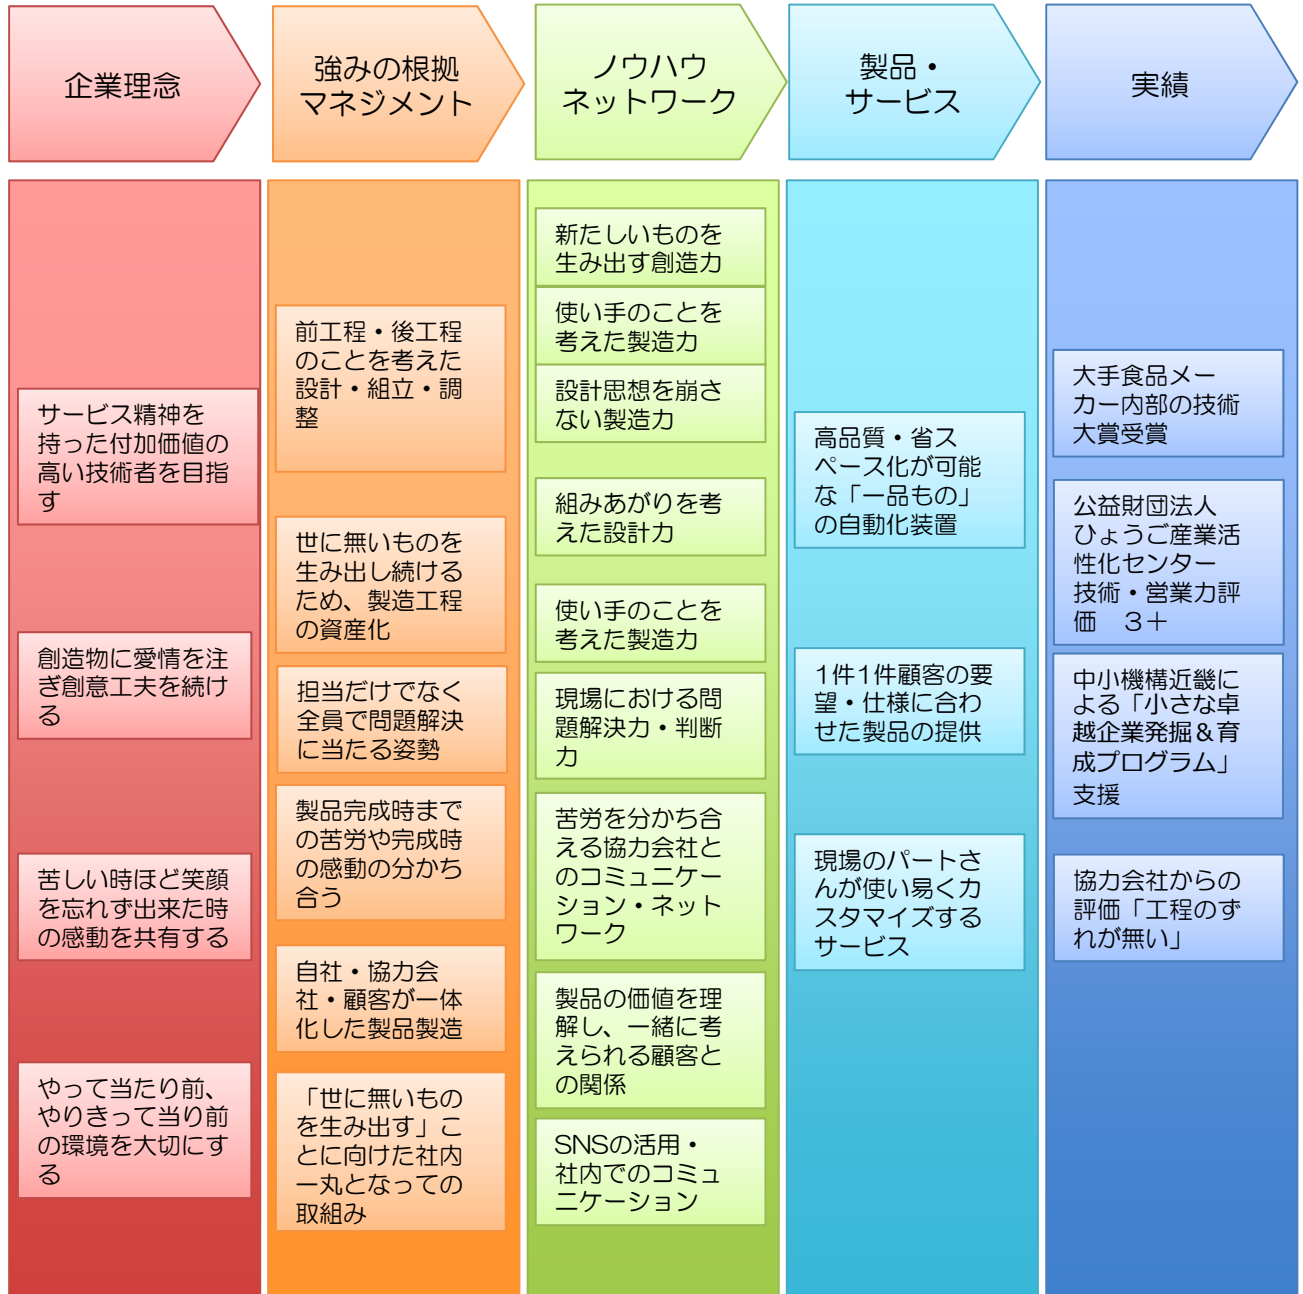 企業理念
強みの根拠
マネジメント
ノウハウ
ネットワーク
製品・
サービス
実績
サービス精神を
持った付加価値の
高い技術者を目指
す
創造物に愛情を注
ぎ創意工夫を続け
る
苦しい時ほど笑顔
を忘れず出来た時
の感動を共有する
やって当たり前、
やりきって当り前
の環境を大切にす
る
前工程・後工程
のことを考えた
設計・組立・調
整
世に無いものを
生み出し続ける
ため、製造工程
の資産化
担当だけでなく
全員で問題解決
に当たる姿勢
製品完成時まで
の苦労や完成時
の感動の分かち
合う
自社・協力会
社・顧客が一体
化した製品製造
「世に無いもの
を生み出す」こ
とに向けた社内
一丸となっての
取組み
新たしいものを
生み出す創造力
使い手のことを
考えた製造力
設計思想を崩さ
ない製造力
組みあがりを考
えた設計力
使い手のことを
考えた製造力
現場における問
題解決力・判断
力
苦労を分かち合
える協力会社と
のコミュニケー
ション・ネット
ワーク
製品の価値を理
解し、一緒に考
えられる顧客と
の関係
SNSの活用・
社内でのコミュ
ニケーション
高品質・省ス
ペース化が可能
な「一品もの」
の自動化装置
1件1件顧客の要
望・仕様に合わ
せた製品の提供
現場のパートさ
んが使い易くカ
スタマイズする
サービス
大手食品メー
カー内部の技術
大賞受賞
公益財団法人
ひょうご産業活
性化センター
技術・営業力評
価　３＋
中小機構近畿に
よる「小さな卓
越企業発掘＆育
成プログラム」
支援
協力会社からの
評価「工程のず
れが無い」